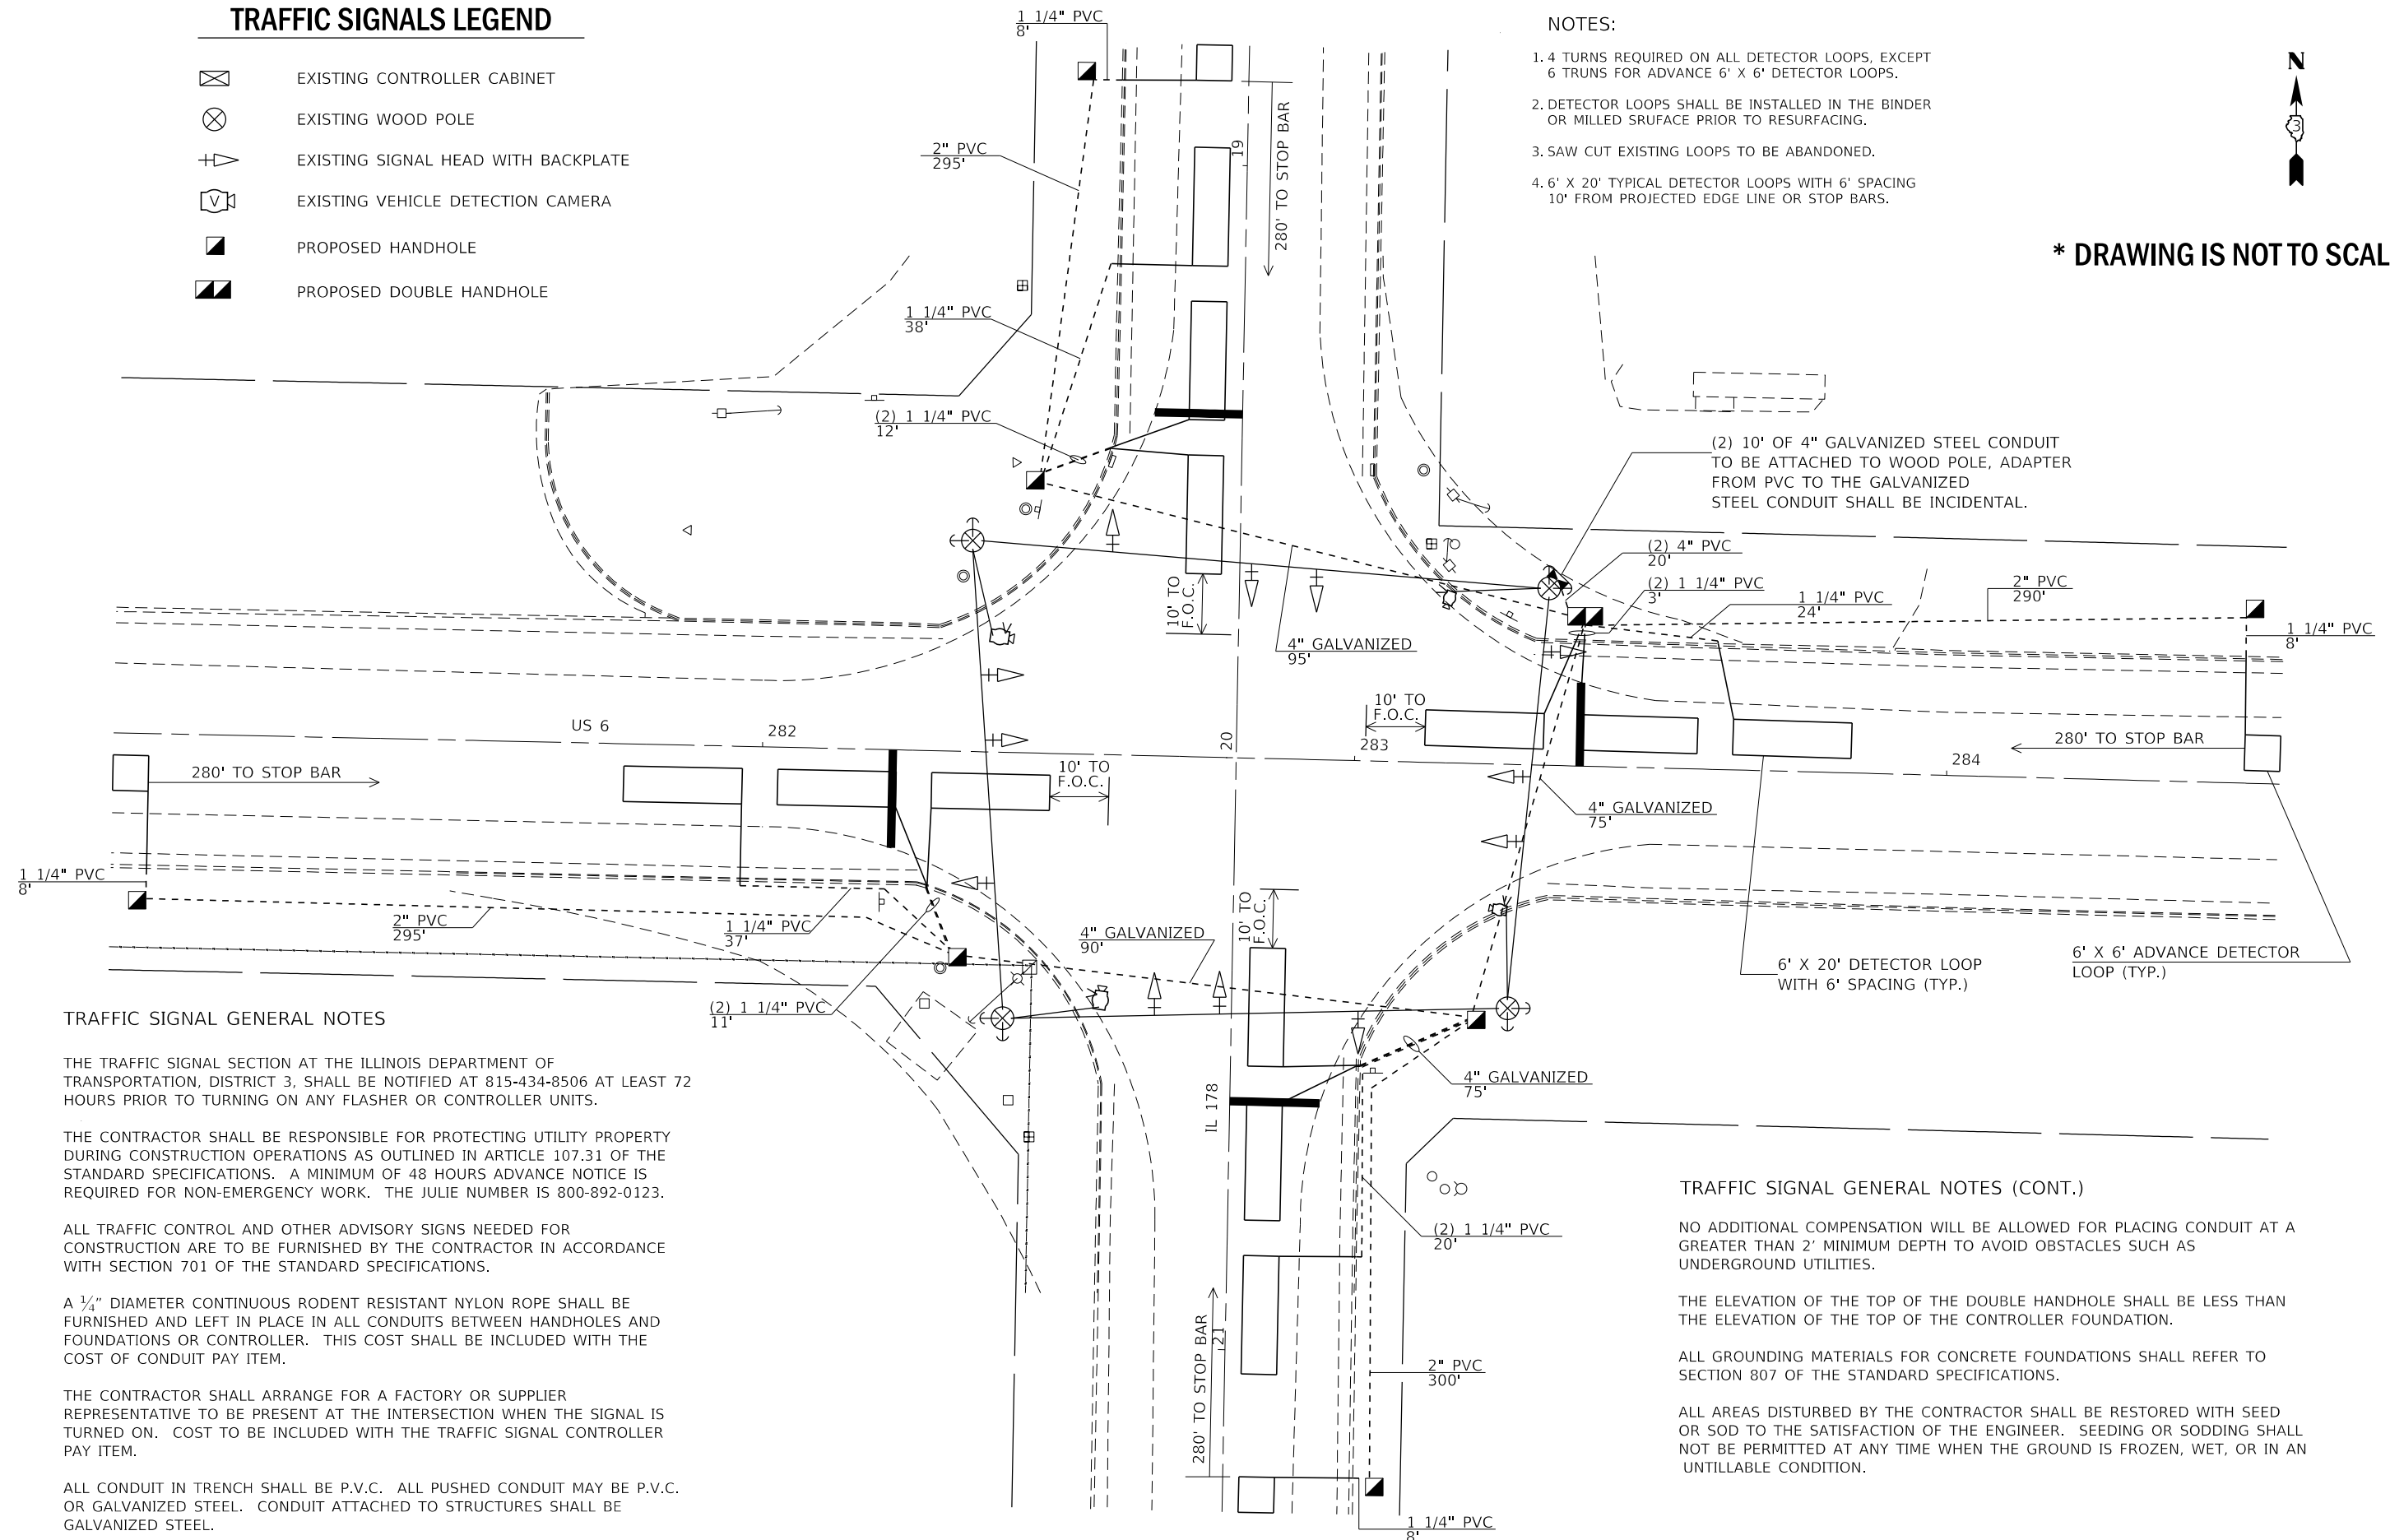 TRAFFIC SIGNALS LEGEND
EXISTING CONTROLLER CABINET
EXISTING WOOD POLE
EXISTING SIGNAL HEAD WITH BACKPLATE
V
EXISTING VEHICLE DETECTION CAMERA
PROPOSED HANDHOLE
PROPOSED DOUBLE HANDHOLE
NOTES:
1. 4 TURNS REQUIRED ON ALL DETECTOR LOOPS, EXCEPT
6 TRUNS FOR ADVANCE 6' X 6' DETECTOR LOOPS.
2. DETECTOR LOOPS SHALL BE INSTALLED IN THE BINDER
OR MILLED SRUFACE PRIOR TO RESURFACING.
3. SAW CUT EXISTING LOOPS TO BE ABANDONED.
4. 6' X 20' TYPICAL DETECTOR LOOPS WITH 6' SPACING
10' FROM PROJECTED EDGE LINE OR STOP BARS.
N
3
* DRAWING IS NOT TO SCAL
1 1/4" PVC
8'
2" PVC
295'
19
280' TO STOP BAR
1 1/4" PVC
38'
(2) 1 1/4" PVC
12'
(2) 10' OF 4" GALVANIZED STEEL CONDUIT
TO BE ATTACHED TO WOOD POLE, ADAPTER
FROM PVC TO THE GALVANIZED
STEEL CONDUIT SHALL BE INCIDENTAL.
(2) 4" PVC
20'
(2) 1 1/4" PVC
3'
1 1/4" PVC
24'
2" PVC
290'
1 1/4" PVC
8'
10' TO
F.O.C.
4" GALVANIZED
95'
10' TO
F.O.C.
US 6
282
20
283
280' TO STOP BAR
284
280' TO STOP BAR
10' TO
F.O.C.
4" GALVANIZED
75'
1 1/4" PVC
8'
2" PVC
295'
1 1/4" PVC
37'
4" GALVANIZED
90'
10' TO
F.O.C.
6' X 20' DETECTOR LOOP
WITH 6' SPACING (TYP.)
6' X 6' ADVANCE DETECTOR
LOOP (TYP.)
(2) 1 1/4" PVC
11'
4" GALVANIZED
75'
IL 178
(2) 1 1/4" PVC
20'
280' TO STOP BAR
21
2" PVC
300'
1 1/4" PVC
8'
TRAFFIC SIGNAL GENERAL NOTES
THE TRAFFIC SIGNAL SECTION AT THE ILLINOIS DEPARTMENT OF
TRANSPORTATION, DISTRICT 3, SHALL BE NOTIFIED AT 815-434-8506 AT LEAST 72
HOURS PRIOR TO TURNING ON ANY FLASHER OR CONTROLLER UNITS.
THE CONTRACTOR SHALL BE RESPONSIBLE FOR PROTECTING UTILITY PROPERTY
DURING CONSTRUCTION OPERATIONS AS OUTLINED IN ARTICLE 107.31 OF THE
STANDARD SPECIFICATIONS. A MINIMUM OF 48 HOURS ADVANCE NOTICE IS
REQUIRED FOR NON-EMERGENCY WORK. THE JULIE NUMBER IS 800-892-0123.
ALL TRAFFIC CONTROL AND OTHER ADVISORY SIGNS NEEDED FOR
CONSTRUCTION ARE TO BE FURNISHED BY THE CONTRACTOR IN ACCORDANCE
WITH SECTION 701 OF THE STANDARD SPECIFICATIONS.
A ¼" DIAMETER CONTINUOUS RODENT RESISTANT NYLON ROPE SHALL BE
FURNISHED AND LEFT IN PLACE IN ALL CONDUITS BETWEEN HANDHOLES AND
FOUNDATIONS OR CONTROLLER. THIS COST SHALL BE INCLUDED WITH THE
COST OF CONDUIT PAY ITEM.
THE CONTRACTOR SHALL ARRANGE FOR A FACTORY OR SUPPLIER
REPRESENTATIVE TO BE PRESENT AT THE INTERSECTION WHEN THE SIGNAL IS
TURNED ON. COST TO BE INCLUDED WITH THE TRAFFIC SIGNAL CONTROLLER
PAY ITEM.
ALL CONDUIT IN TRENCH SHALL BE P.V.C. ALL PUSHED CONDUIT MAY BE P.V.C.
OR GALVANIZED STEEL. CONDUIT ATTACHED TO STRUCTURES SHALL BE
GALVANIZED STEEL.
TRAFFIC SIGNAL GENERAL NOTES (CONT.)
NO ADDITIONAL COMPENSATION WILL BE ALLOWED FOR PLACING CONDUIT AT A
GREATER THAN 2' MINIMUM DEPTH TO AVOID OBSTACLES SUCH AS
UNDERGROUND UTILITIES.
THE ELEVATION OF THE TOP OF THE DOUBLE HANDHOLE SHALL BE LESS THAN
THE ELEVATION OF THE TOP OF THE CONTROLLER FOUNDATION.
ALL GROUNDING MATERIALS FOR CONCRETE FOUNDATIONS SHALL REFER TO
SECTION 807 OF THE STANDARD SPECIFICATIONS.
ALL AREAS DISTURBED BY THE CONTRACTOR SHALL BE RESTORED WITH SEED
OR SOD TO THE SATISFACTION OF THE ENGINEER. SEEDING OR SODDING SHALL
NOT BE PERMITTED AT ANY TIME WHEN THE GROUND IS FROZEN, WET, OR IN AN
UNTILLABLE CONDITION.